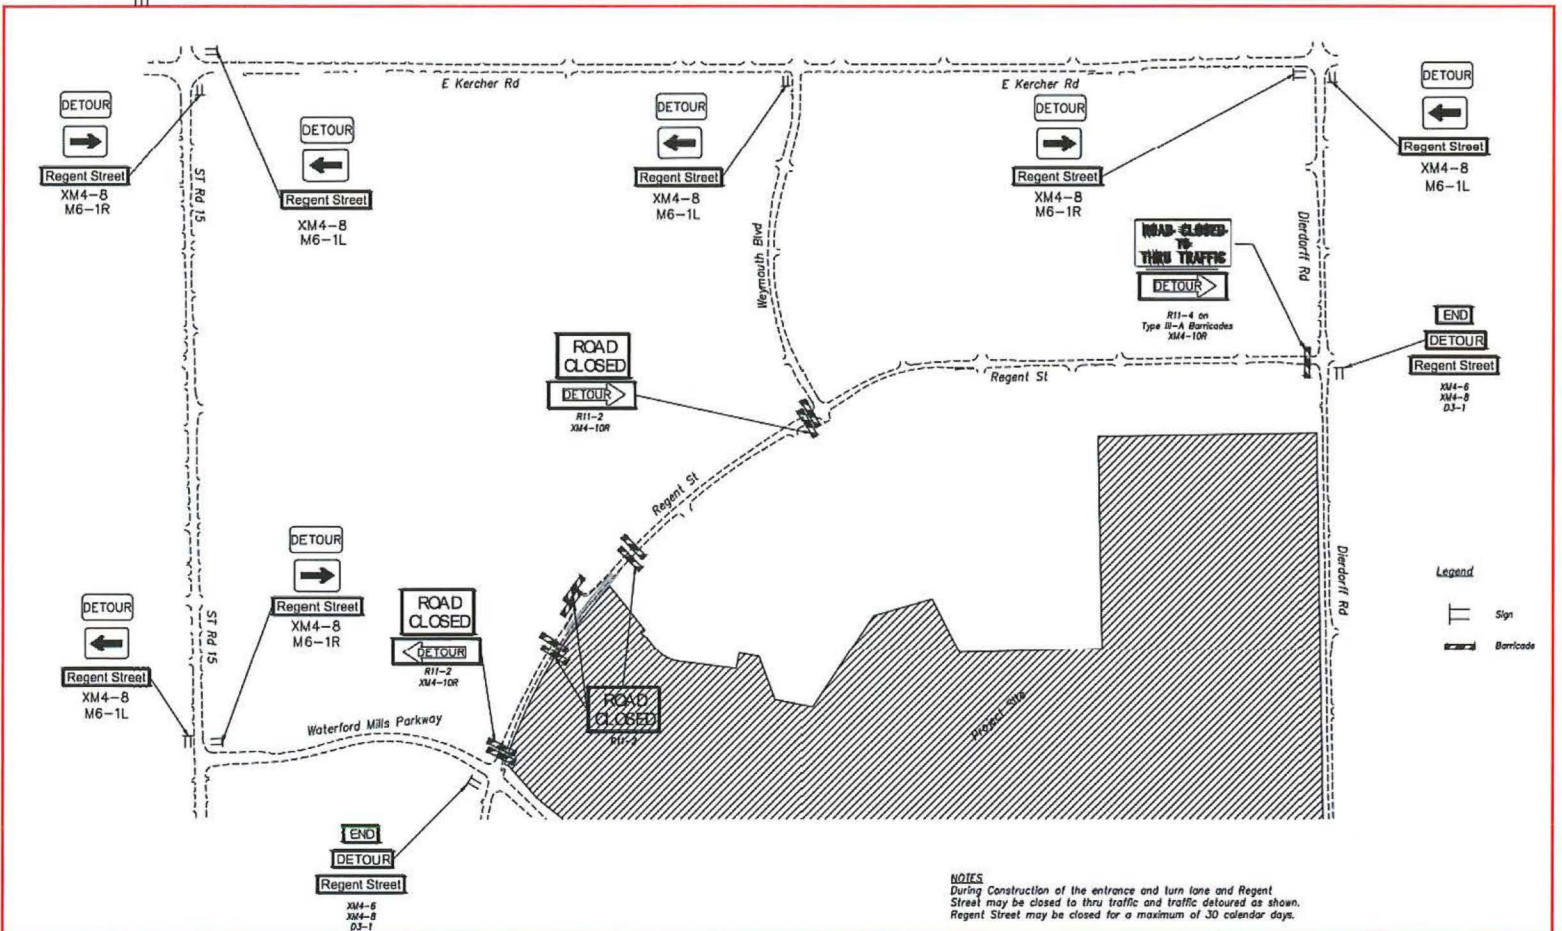 E Kercher Rd
E Kercher Rd
DETOUR
Regent Street
XM4-8
M6-1R
DETOUR
Regent Street
XM4-8
M6-1L
DETOUR
Regent Street
XM4-8
M6-1L
DETOUR
Regent Street
XM4-8
M6-1R
DETOUR
Regent Street
XM4-8
M6-1L
ST Rd 15
Weymouth Blvd
Dierdorff Rd
ROAD CLOSED
TO
THRU TRAFFIC
DETOUR
R11-4 on
Type III-A Barricades
XM4-10R
END
DETOUR
Regent Street
XM4-6
XM4-8
D3-1
ROAD
CLOSED
DETOUR
R11-2
XM4-10R
Regent St
Regent St
DETOUR
Regent Street
XM4-8
M6-1R
DETOUR
Regent Street
XM4-8
M6-1L
ST Rd 15
ROAD
CLOSED
DETOUR
R11-2
XM4-10R
ROAD
CLOSED
R11-2
Waterford Mills Parkway
Project Site
Dierdorff Rd
Legend
Sign
Barricade
END
DETOUR
Regent Street
XM4-6
XM4-8
D3-1
NOTES
During Construction of the entrance and turn lane and Regent
Street may be closed to thru traffic and traffic detoured as shown.
Regent Street may be closed for a maximum of 30 calendar days.